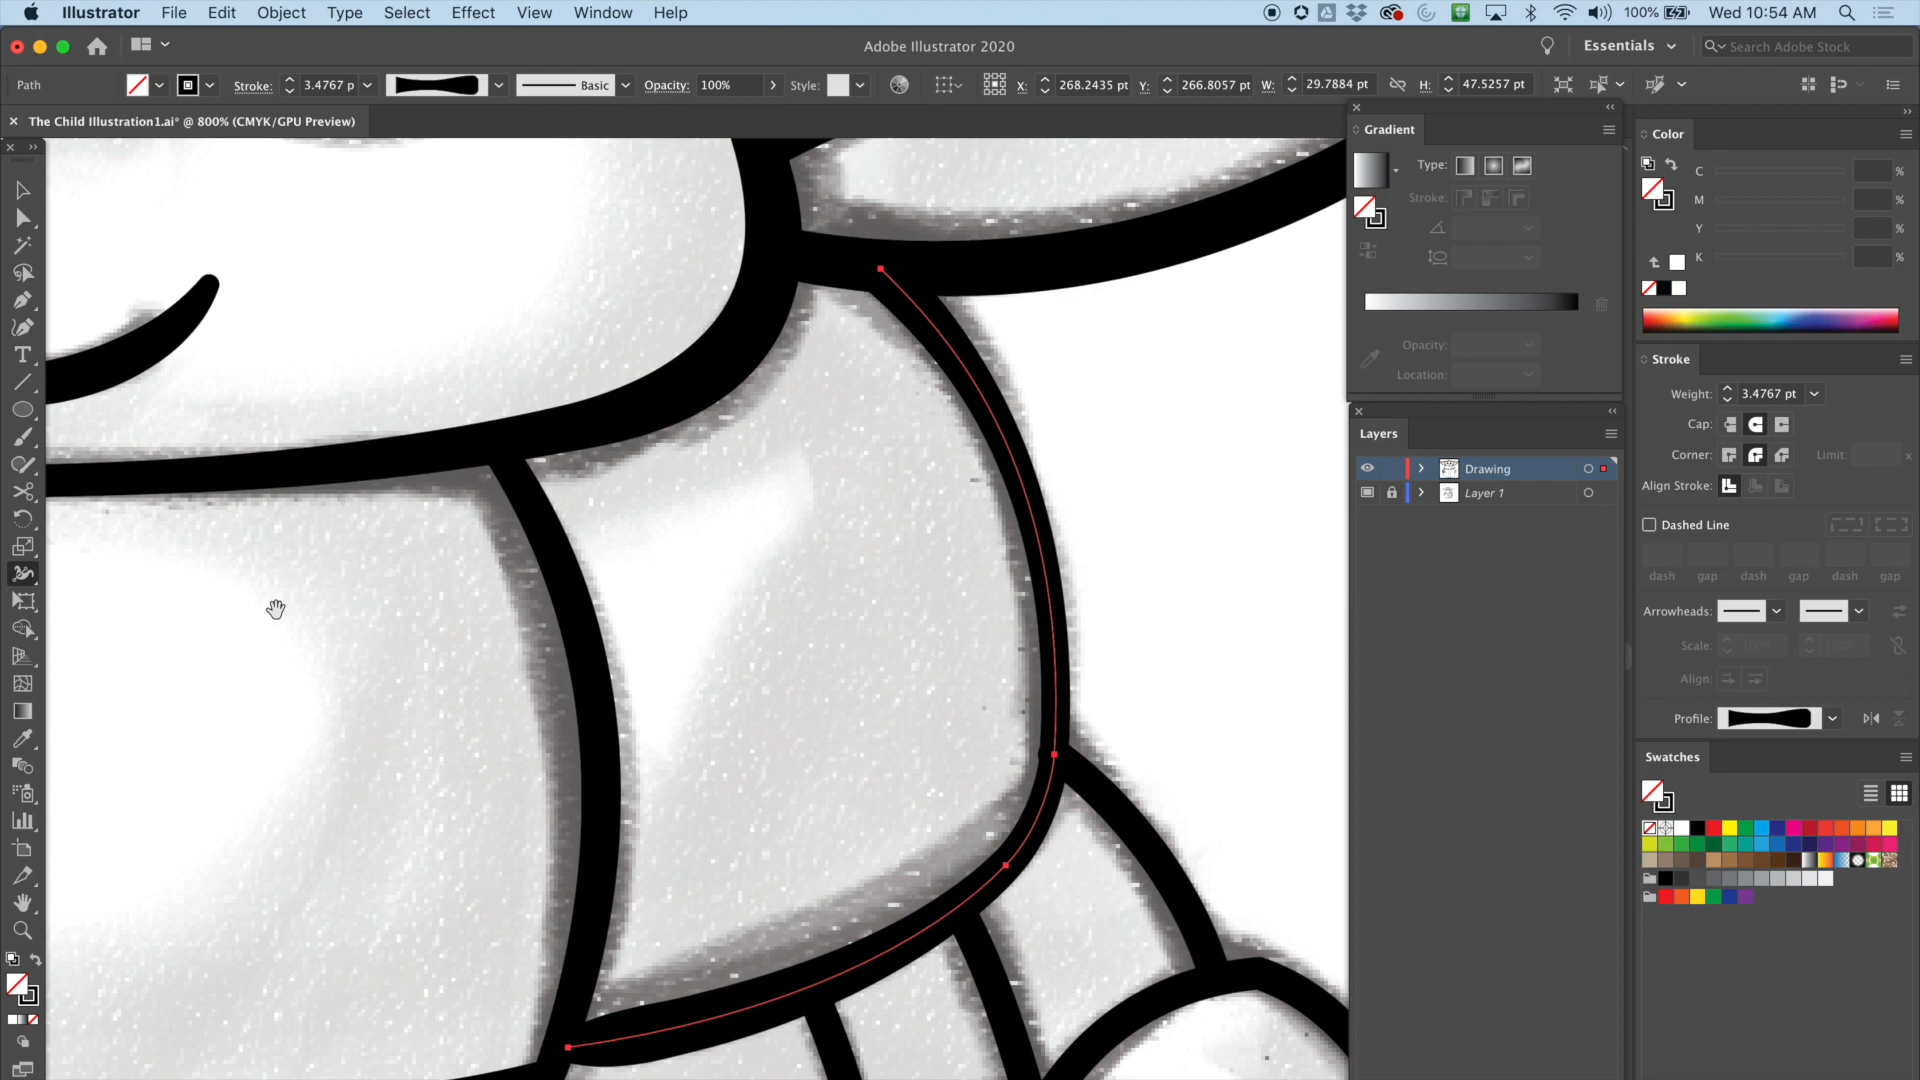 Illustrator File Edit Object Type Select Effect View Window Help 100% Wed 10:54 AM
Adobe Illustrator 2020 Essentials Search Adobe Stock
Path Stroke: 3.4767 p Basic Opacity: 100% Style: X: 268.2435 pt Y: 266.8057 pt W: 29.7884 pt H: 47.5257 pt
The Child Illustration1.ai* @ 800% (CMYK/GPU Preview)
Gradient
Type:
Stroke:
Opacity:
Location:
Layers
Drawing
Layer 1
Color
C %
M %
Y %
K %
Stroke
Weight: 3.4767 pt
Cap:
Corner: Limit: x
Align Stroke:
Dashed Line
dash gap dash gap dash gap
Arrowheads:
Scale: 100% 100%
Align:
Profile:
Swatches